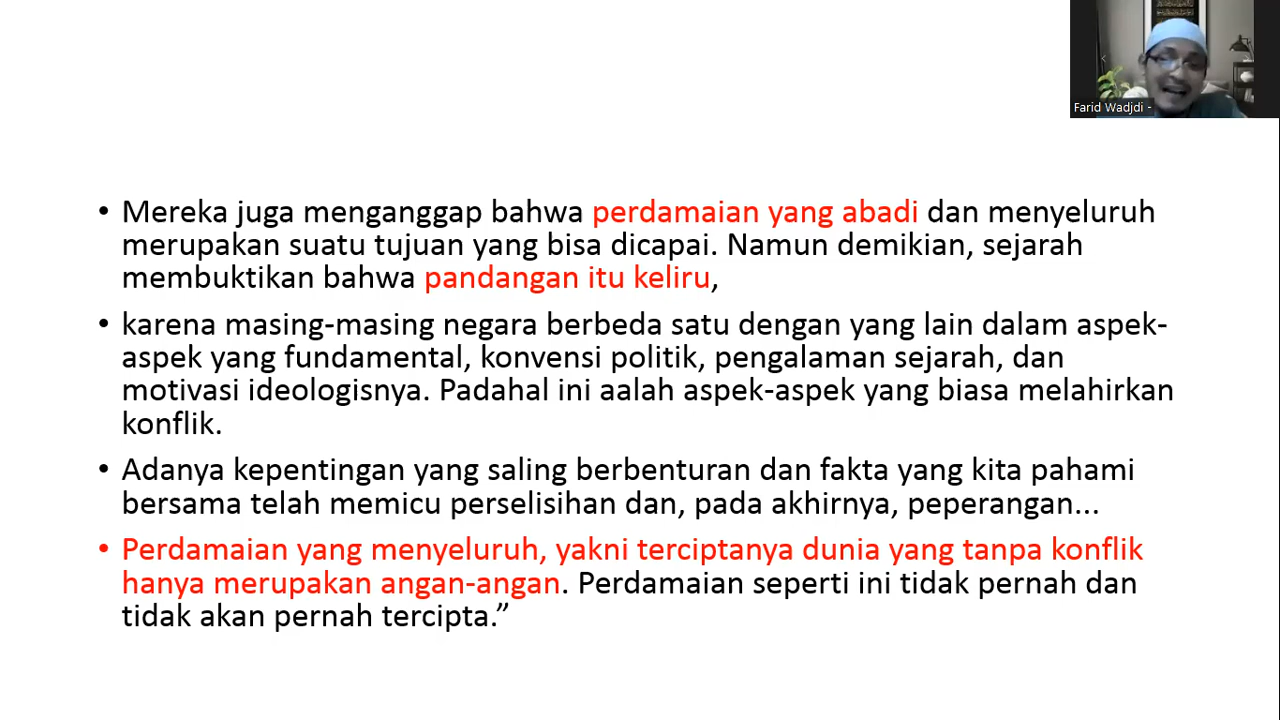 Farid Wadjdi -
• Mereka juga menganggap bahwa perdamaian yang abadi dan menyeluruh
merupakan suatu tujuan yang bisa dicapai. Namun demikian, sejarah
membuktikan bahwa pandangan itu keliru,
• karena masing-masing negara berbeda satu dengan yang lain dalam aspek-
aspek yang fundamental, konvensi politik, pengalaman sejarah, dan
motivasi ideologisnya. Padahal ini aalah aspek-aspek yang biasa melahirkan
konflik.
• Adanya kepentingan yang saling berbenturan dan fakta yang kita pahami
bersama telah memicu perselisihan dan, pada akhirnya, peperangan...
• Perdamaian yang menyeluruh, yakni terciptanya dunia yang tanpa konflik
hanya merupakan angan-angan. Perdamaian seperti ini tidak pernah dan
tidak akan pernah tercipta.”